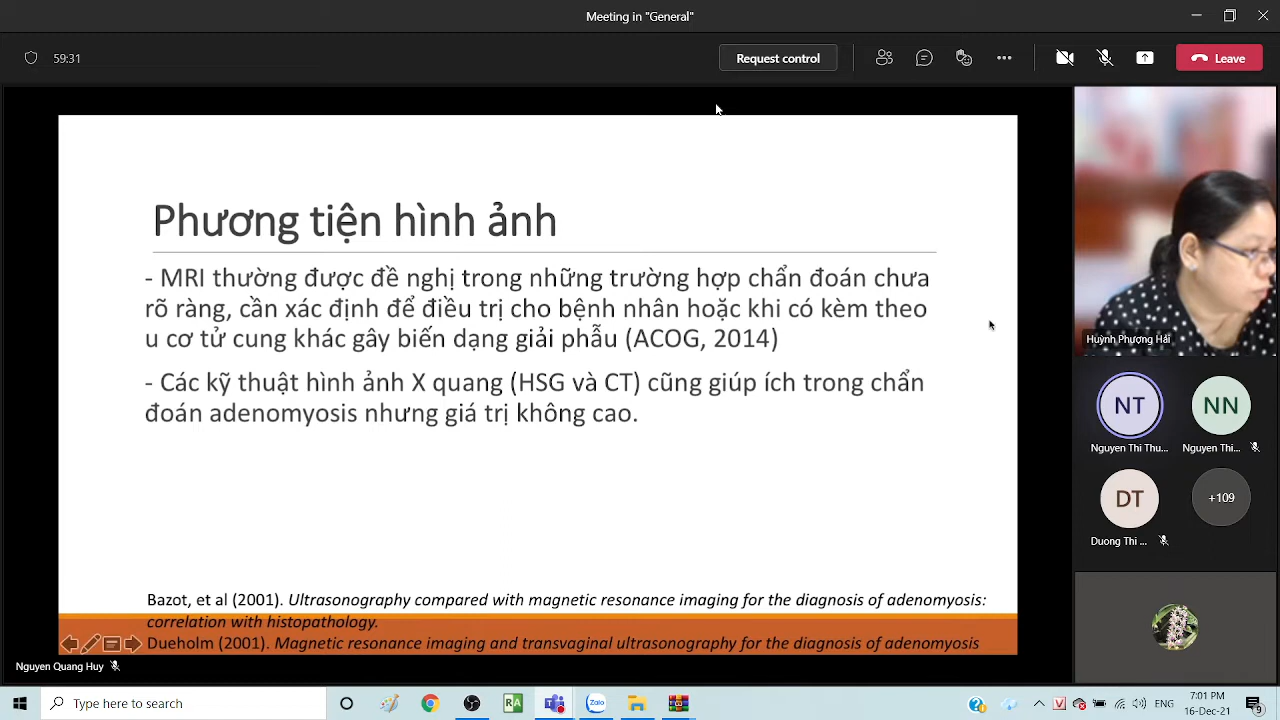 Meeting in "General"
59:31
Request control
Leave
Phương tiện hình ảnh
- MRI thường được đề nghị trong những trường hợp chẩn đoán chưa
rõ ràng, cần xác định để điều trị cho bệnh nhân hoặc khi có kèm theo
u cơ tử cung khác gây biến dạng giải phẫu (ACOG, 2014)
- Các kỹ thuật hình ảnh X quang (HSG và CT) cũng giúp ích trong chẩn
đoán adenomyosis nhưng giá trị không cao.
Bazot, et al (2001). Ultrasonography compared with magnetic resonance imaging for the diagnosis of adenomyosis:
correlation with histopathology.
Dueholm (2001). Magnetic resonance imaging and transvaginal ultrasonography for the diagnosis of adenomyosis
Nguyen Quang Huy
Huỳnh Phượng Hải
NT
NN
Nguyen Thi Thu...
Nguyen Thi...
DT
+109
Duong Thi ...
Type here to search
RA
Zalo
V
ENG
7:01 PM
16-Dec-21
9